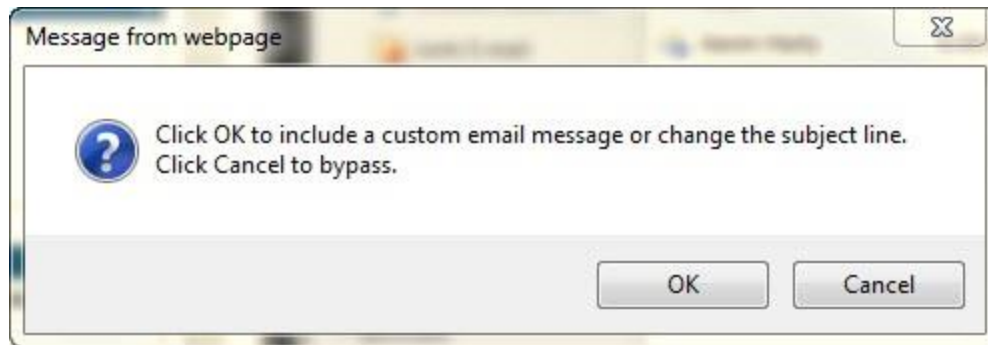 Message from webpage
Click OK to include a custom email message or change the subject line.
Click Cancel to bypass.
OK
Cancel